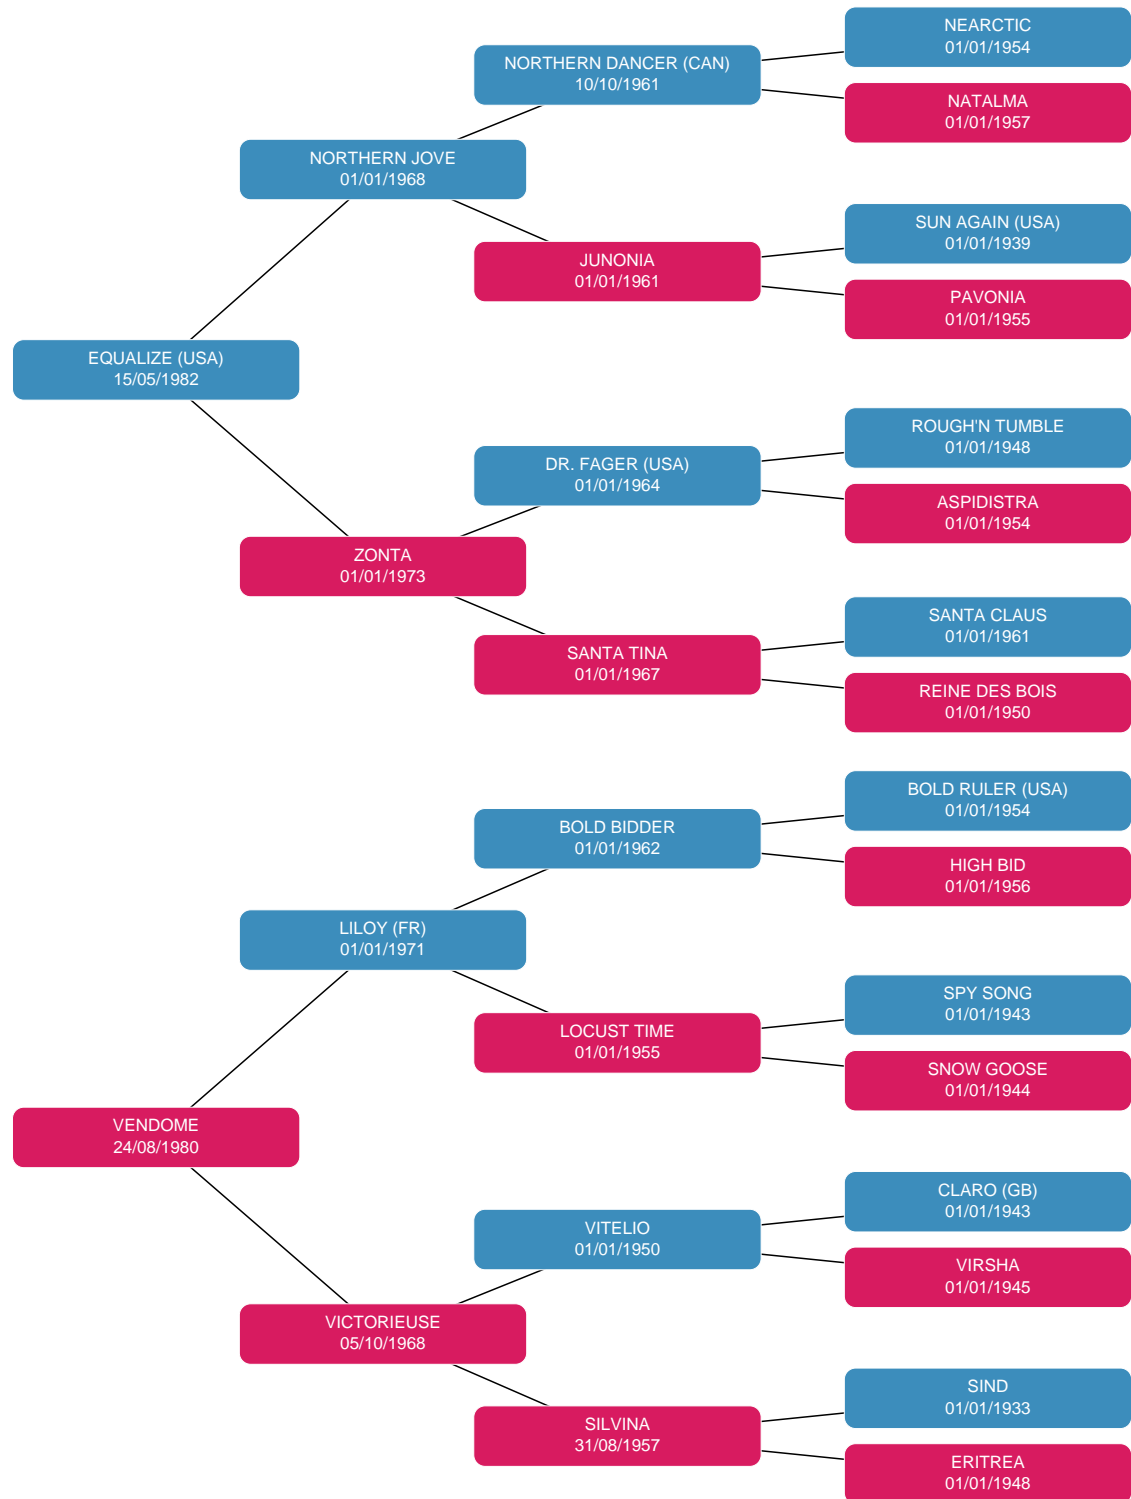 NEARCTIC
01/01/1954
NORTHERN DANCER (CAN)
10/10/1961
NATALMA
01/01/1957
NORTHERN JOVE
01/01/1968
SUN AGAIN (USA)
01/01/1939
JUNONIA
01/01/1961
PAVONIA
01/01/1955
EQUALIZE (USA)
15/05/1982
ROUGH'N TUMBLE
01/01/1948
DR. FAGER (USA)
01/01/1964
ASPIDISTRA
01/01/1954
ZONTA
01/01/1973
SANTA CLAUS
01/01/1961
SANTA TINA
01/01/1967
REINE DES BOIS
01/01/1950
BOLD RULER (USA)
01/01/1954
BOLD BIDDER
01/01/1962
HIGH BID
01/01/1956
LILOY (FR)
01/01/1971
SPY SONG
01/01/1943
LOCUST TIME
01/01/1955
SNOW GOOSE
01/01/1944
VENDOME
24/08/1980
CLARO (GB)
01/01/1943
VITELIO
01/01/1950
VIRSHA
01/01/1945
VICTORIEUSE
05/10/1968
SIND
01/01/1933
SILVINA
31/08/1957
ERITREA
01/01/1948